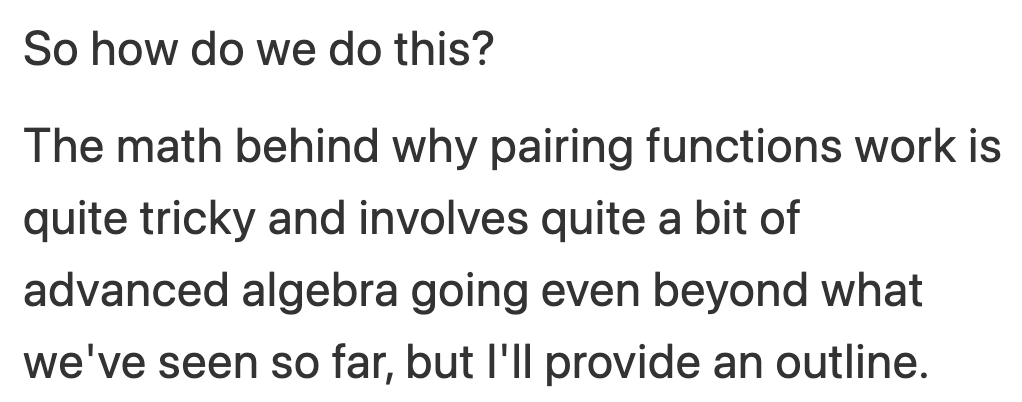 So how do we do this?
The math behind why pairing functions work is
quite tricky and involves quite a bit of
advanced algebra going even beyond what
we've seen so far, but I'll provide an outline.